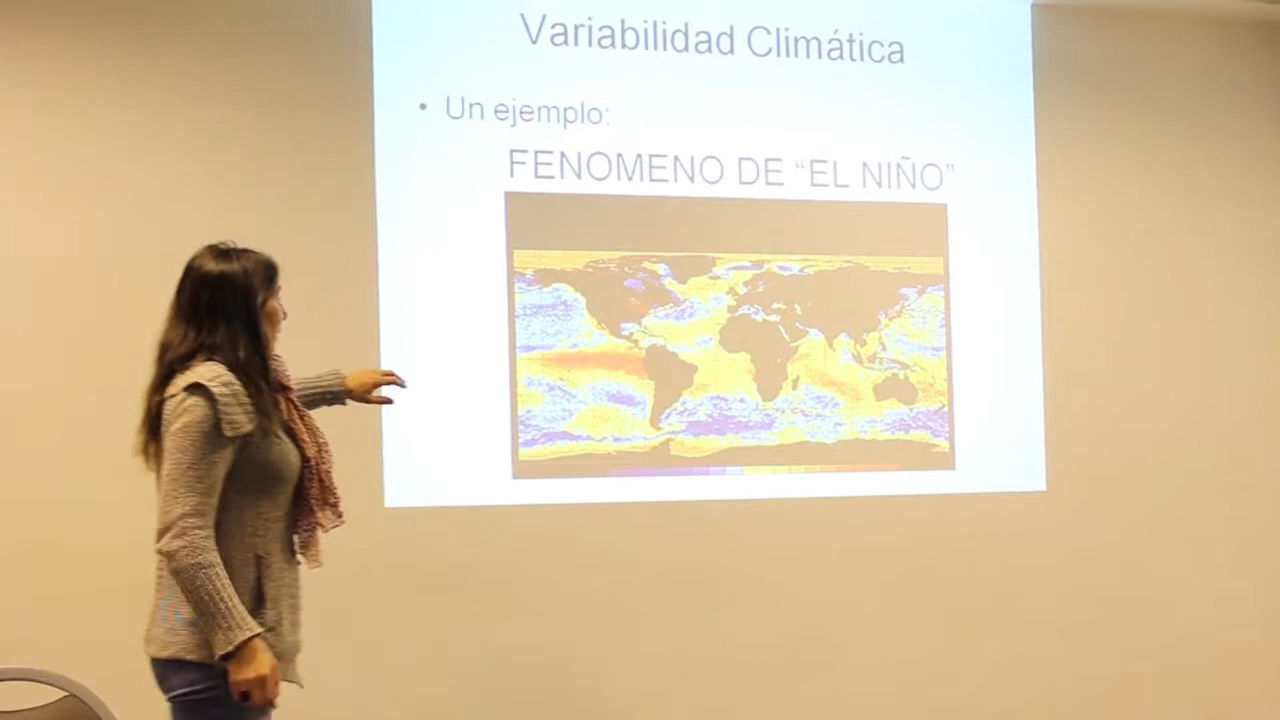 Variabilidad Climática
• Un ejemplo:
FENOMENO DE “EL NIÑO”